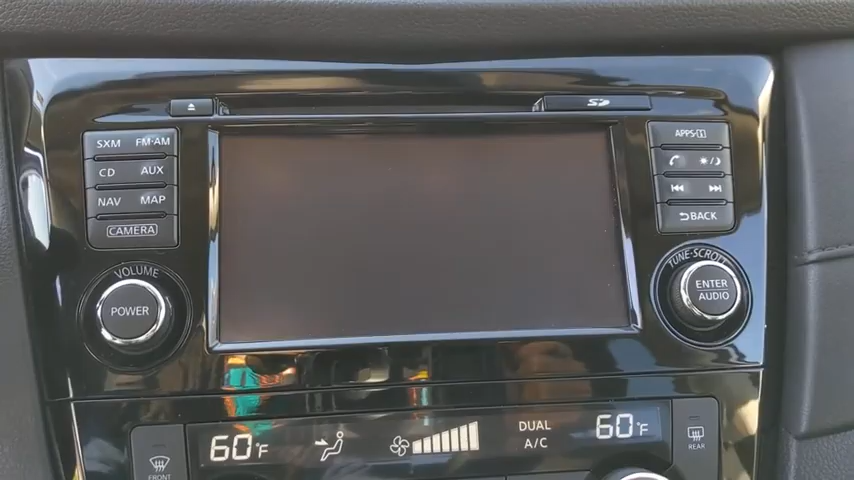 SD
SXM FM·AM
APPS·i
CD AUX
NAV MAP
CAMERA
BACK
VOLUME
TUNE·SCROLL
POWER
ENTER
AUDIO
60°F
DUAL
A/C
60°F
FRONT
REAR